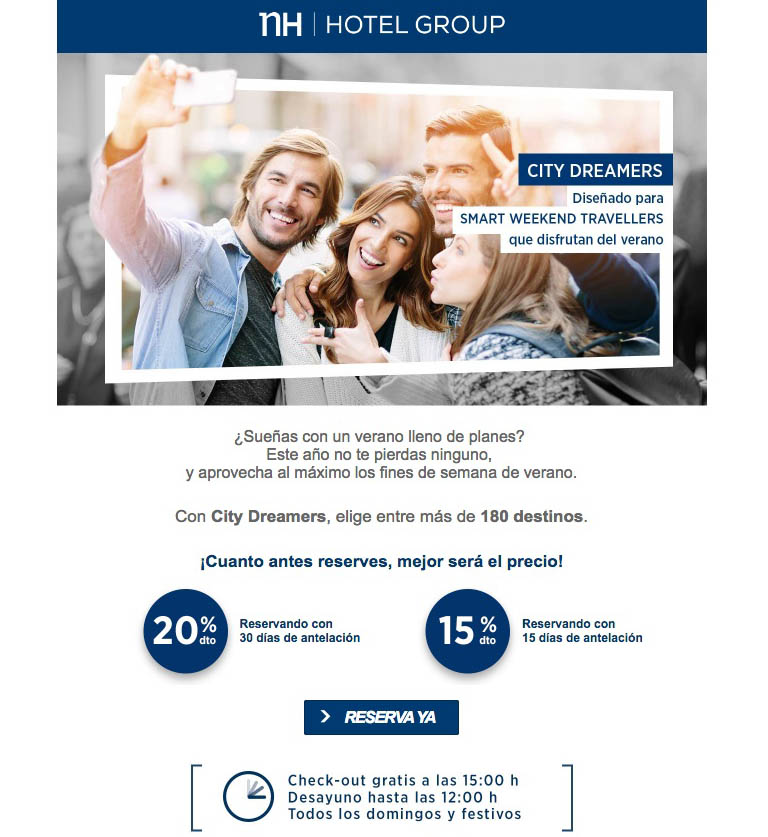 nH | HOTEL GROUP
CITY DREAMERS
Diseñado para
SMART WEEKEND TRAVELLERS
que disfrutan del verano
¿Sueñas con un verano lleno de planes?
Este año no te pierdas ninguno,
y aprovecha al máximo los fines de semana de verano.
Con City Dreamers, elige entre más de 180 destinos.
¡Cuanto antes reserves, mejor será el precio!
20% dto
Reservando con
30 días de antelación
15% dto
Reservando con
15 días de antelación
> RESERVA YA
Check-out gratis a las 15:00 h
Desayuno hasta las 12:00 h
Todos los domingos y festivos